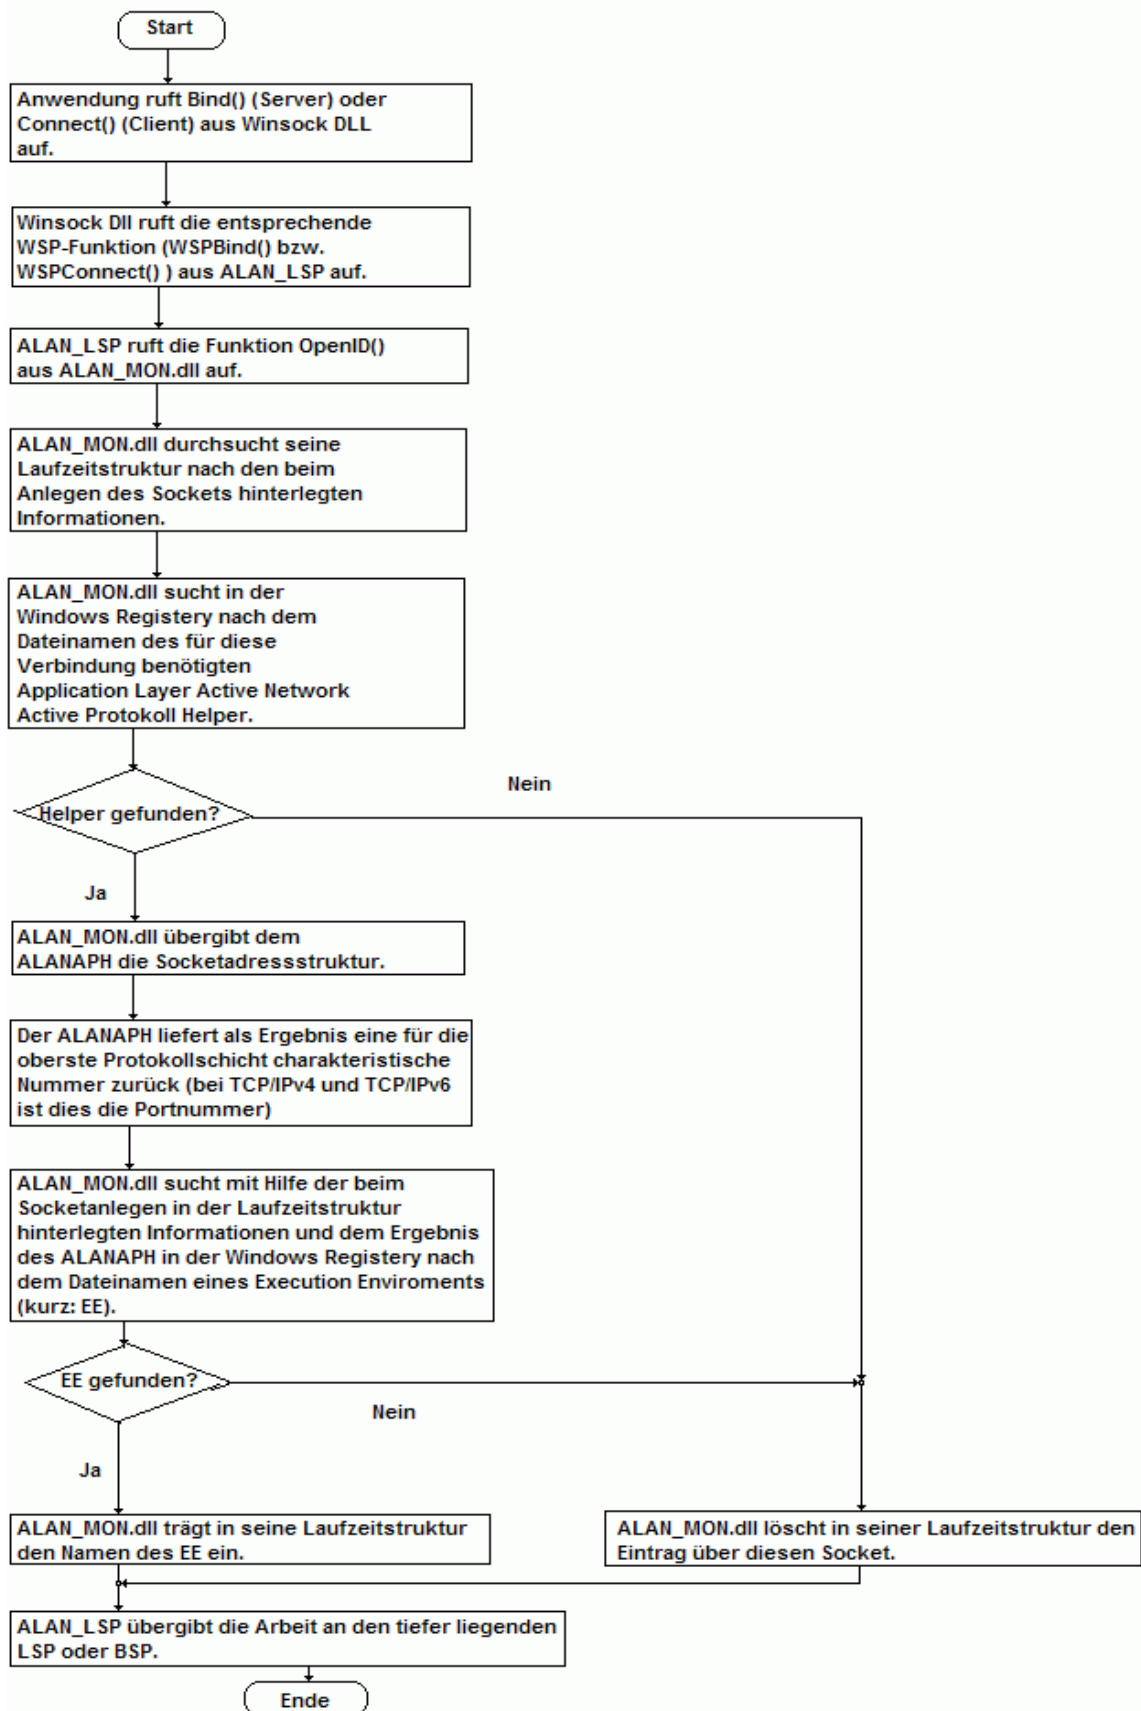 Start
Anwendung ruft Bind() (Server) oder
Connect() (Client) aus Winsock DLL
auf.
Winsock Dll ruft die entsprechende
WSP-Funktion (WSPBind() bzw.
WSPConnect() ) aus ALAN_LSP auf.
ALAN_LSP ruft die Funktion OpenID()
aus ALAN_MON.dll auf.
ALAN_MON.dll durchsucht seine
Laufzeitstruktur nach den beim
Anlegen des Sockets hinterlegten
Informationen.
ALAN_MON.dll sucht in der
Windows Registery nach dem
Dateinamen des für diese
Verbindung benötigten
Application Layer Active Network
Active Protokoll Helper.
Helper gefunden?
Nein
Ja
ALAN_MON.dll übergibt dem
ALANAPH die Socketadressstruktur.
Der ALANAPH liefert als Ergebnis eine für die
oberste Protokollschicht charakteristische
Nummer zurück (bei TCP/IPv4 und TCP/IPv6
ist dies die Portnummer)
ALAN_MON.dll sucht mit Hilfe der beim
Socketanlegen in der Laufzeitstruktur
hinterlegten Informationen und dem Ergebnis
des ALANAPH in der Windows Registery nach
dem Dateinamen eines Execution Enviroments
(kurz: EE).
EE gefunden?
Nein
Ja
ALAN_MON.dll trägt in seine Laufzeitstruktur
den Namen des EE ein.
ALAN_MON.dll löscht in seiner Laufzeitstruktur den
Eintrag über diesen Socket.
ALAN_LSP übergibt die Arbeit an den tiefer liegenden
LSP oder BSP.
Ende